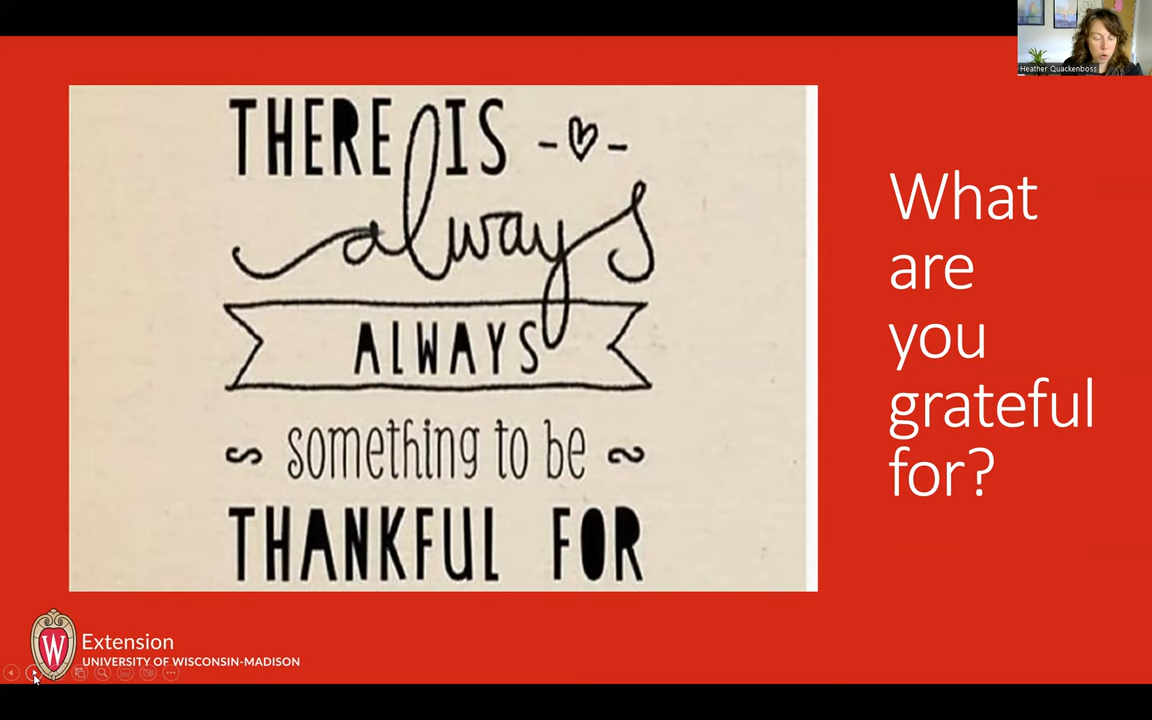 Heather Quackenboss
THERE IS
always
ALWAYS
something to be
THANKFUL FOR
What
are
you
grateful
for?
W
Extension
UNIVERSITY OF WISCONSIN-MADISON